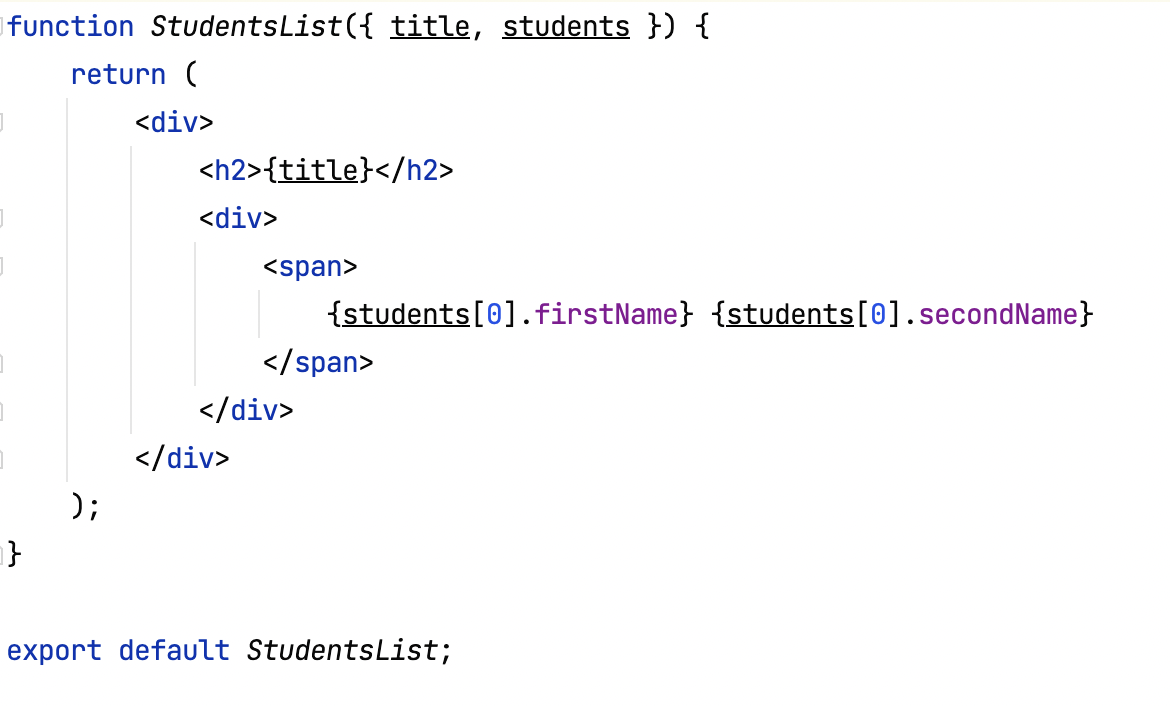 function StudentsList({ title, students }) {
    return (
        <div>
            <h2>{title}</h2>
            <div>
                <span>
                    {students[0].firstName} {students[0].secondName}
                </span>
            </div>
        </div>
    );
}

export default StudentsList;